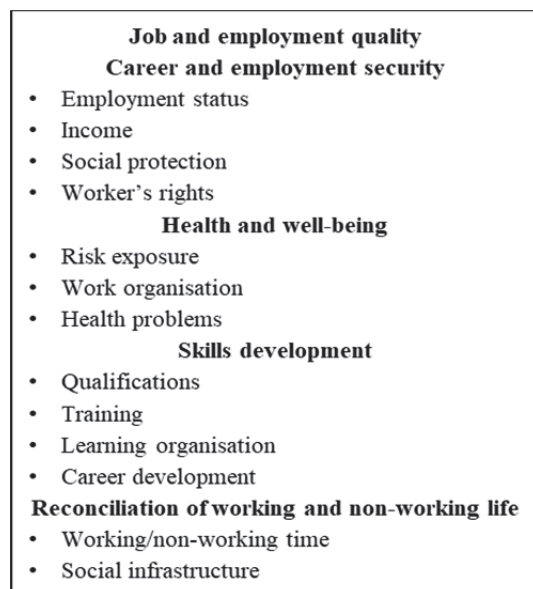 Job and employment quality
Career and employment security
• Employment status
• Income
• Social protection
• Worker's rights
Health and well-being
• Risk exposure
• Work organisation
• Health problems
Skills development
• Qualifications
• Training
• Learning organisation
• Career development
Reconciliation of working and non-working life
• Working/non-working time
• Social infrastructure